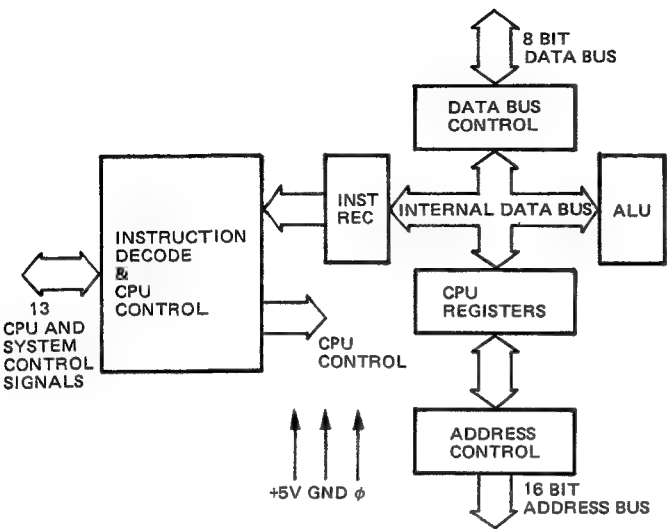 8 BIT
DATA BUS
DATA BUS
CONTROL
INST
REC
INTERNAL DATA BUS
ALU
INSTRUCTION
DECODE
&
CPU
CONTROL
13
CPU AND
SYSTEM
CONTROL
SIGNALS
CPU
CONTROL
CPU
REGISTERS
ADDRESS
CONTROL
+5V GND ϕ
16 BIT
ADDRESS BUS